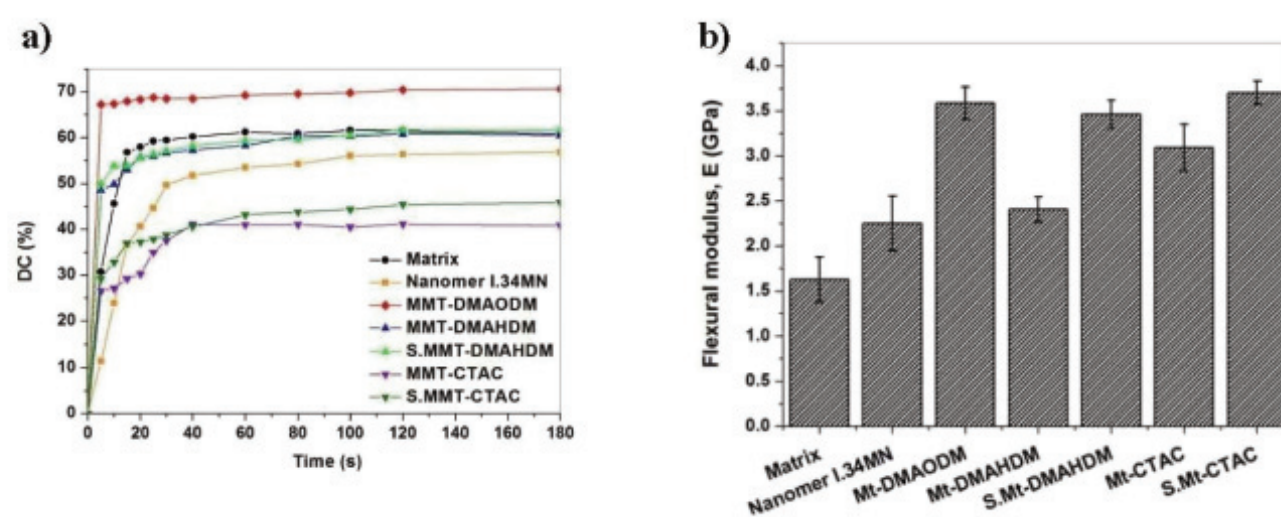 a)
DC (%)
70
60
50
40
30
20
10
0
Matrix
Nanomer I.34MN
MMT-DMAODM
MMT-DMAHDM
S.MMT-DMAHDM
MMT-CTAC
S.MMT-CTAC
0 20 40 60 80 100 120 140 160 180
Time (s)
b)
Flexural modulus, E (GPa)
4.0
3.5
3.0
2.5
2.0
1.5
1.0
0.5
0.0
Matrix
Nanomer I.34MN
Mt-DMAODM
Mt-DMAHDM
S.Mt-DMAHDM
Mt-CTAC
S.Mt-CTAC